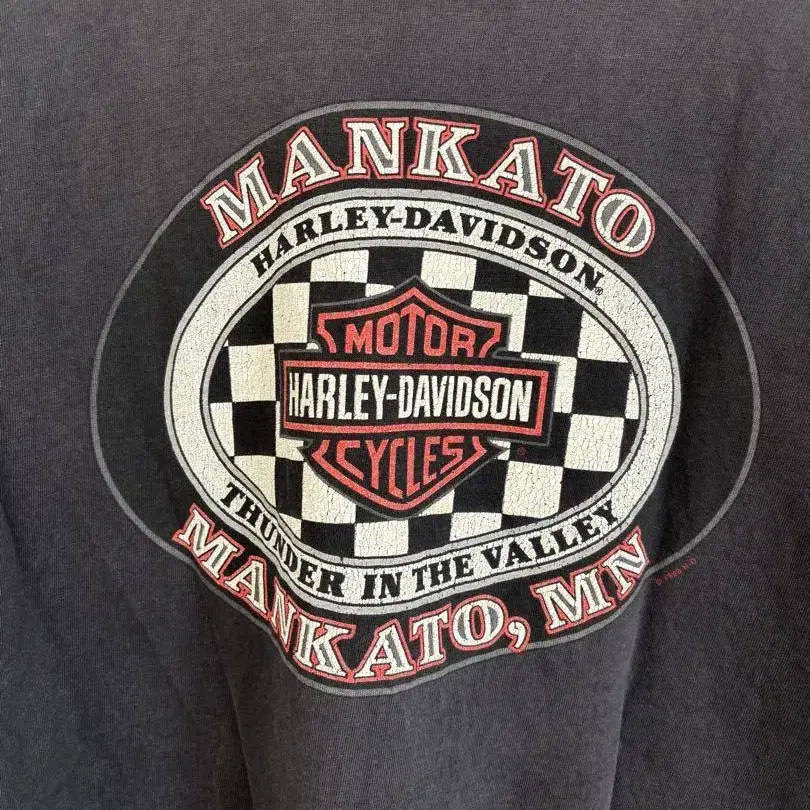 MANKATO
HARLEY-DAVIDSON®
MOTOR
HARLEY-DAVIDSON
CYCLES
®
THUNDER IN THE VALLEY
MANKATO, MN